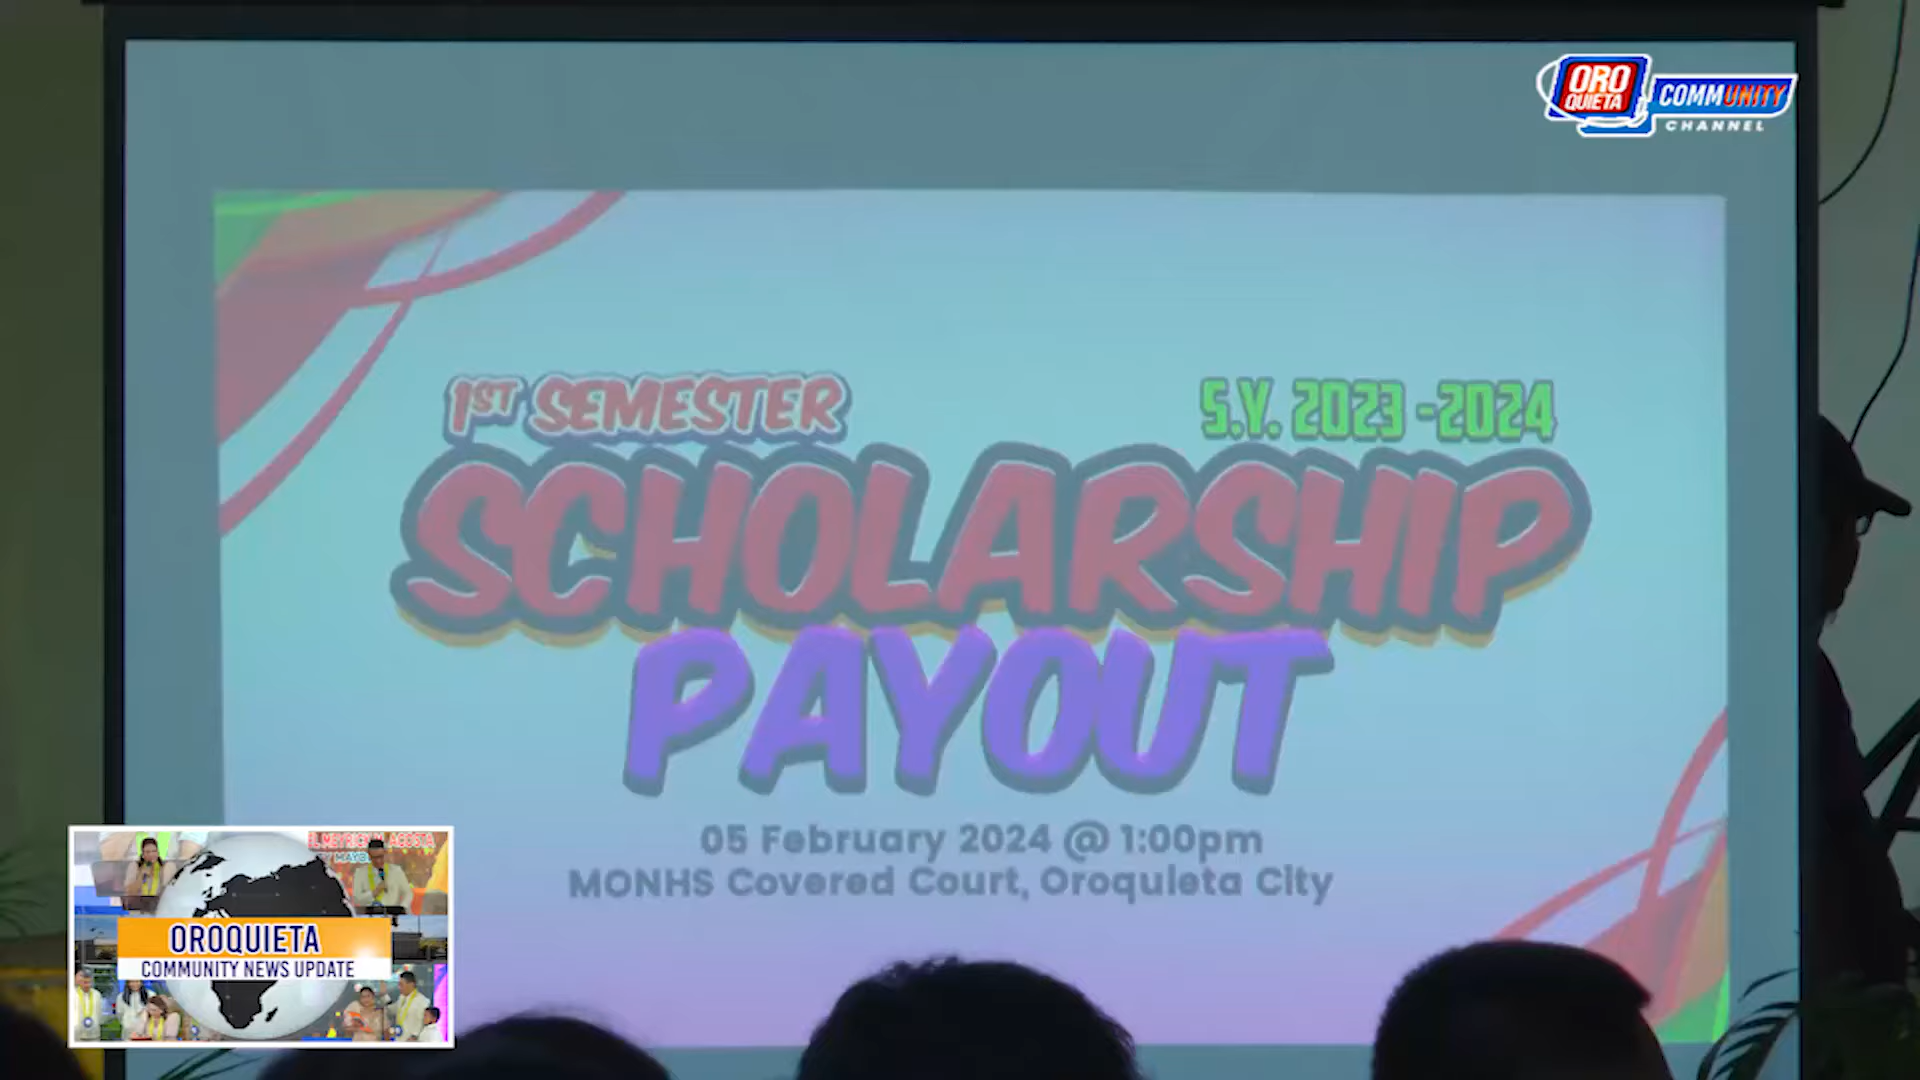 ORO
QUIETA
COMMUNITY
CHANNEL
1ST SEMESTER
S.Y. 2023 -2024
SCHOLARSHIP
PAYOUT
05 February 2024 @ 1:00pm
MONHS Covered Court, Oroquieta City
ACOSTA
OROQUIETA
COMMUNITY NEWS UPDATE